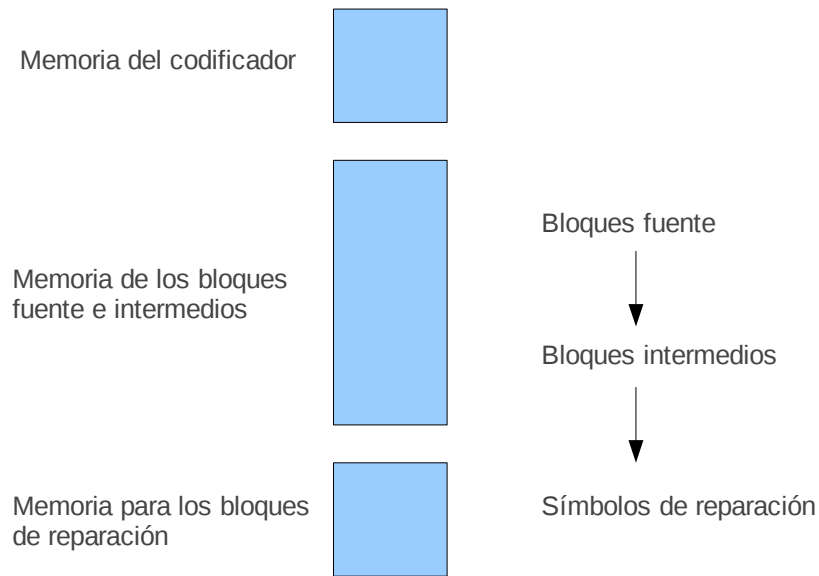 Memoria del codificador
Bloques fuente
Memoria de los bloques
fuente e intermedios
Bloques intermedios
Memoria para los bloques
de reparación
Símbolos de reparación